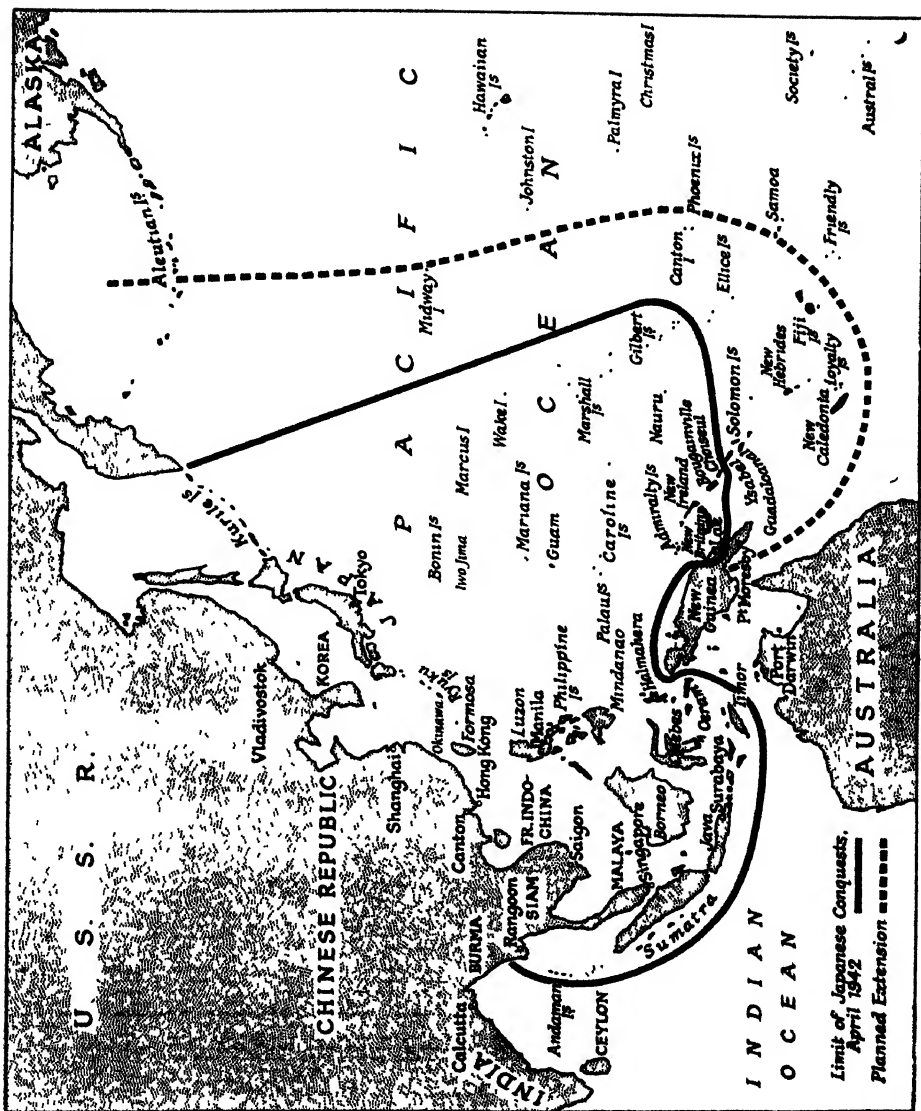 ALASKA
U. S. S. R.
Aleutian Is
Kurile Is
Vladivostok
KOREA
JAPAN
Tokyo
CHINESE REPUBLIC
Shanghai
PACIFIC
OCEAN
Midway
I
Hawaiian
Is
Bonin Is
Iwo Jima
Marcus I
Wake I.
Johnston I
Okinawa
Formosa
Hong Kong
Canton
Calcutta
BURMA
INDIA
Rangoon
SIAM
FR. INDO-
CHINA
Saigon
Luzon
Manila
Philippine
Is
Mindanao
Mariana Is
Guam
Marshall
Is
Caroline
Is
Palau Is
Palmyra I
Christmas I
Gilbert
Is
Nauru
Canton
I
Phoenix Is
Ellice Is
Andaman
Is
CEYLON
MALAYA
Singapore
Borneo
Sumatra
Java
Surabaya
Celebes
Ceram
Halmahera
Timor
New
Guinea
Pt Moresby
Admiralty Is
New
Ireland
New
Britain
Bougainville
Choiseul
Solomon Is
Ysabel
Guadalcanal
Samoa
Society Is
Friendly
Is
Austral Is
New
Hebrides
Fiji
Is
New
Caledonia
Loyalty
Is
Port
Darwin
AUSTRALIA
INDIAN
OCEAN
Limit of Japanese Conquests,
April 1942
Planned Extension